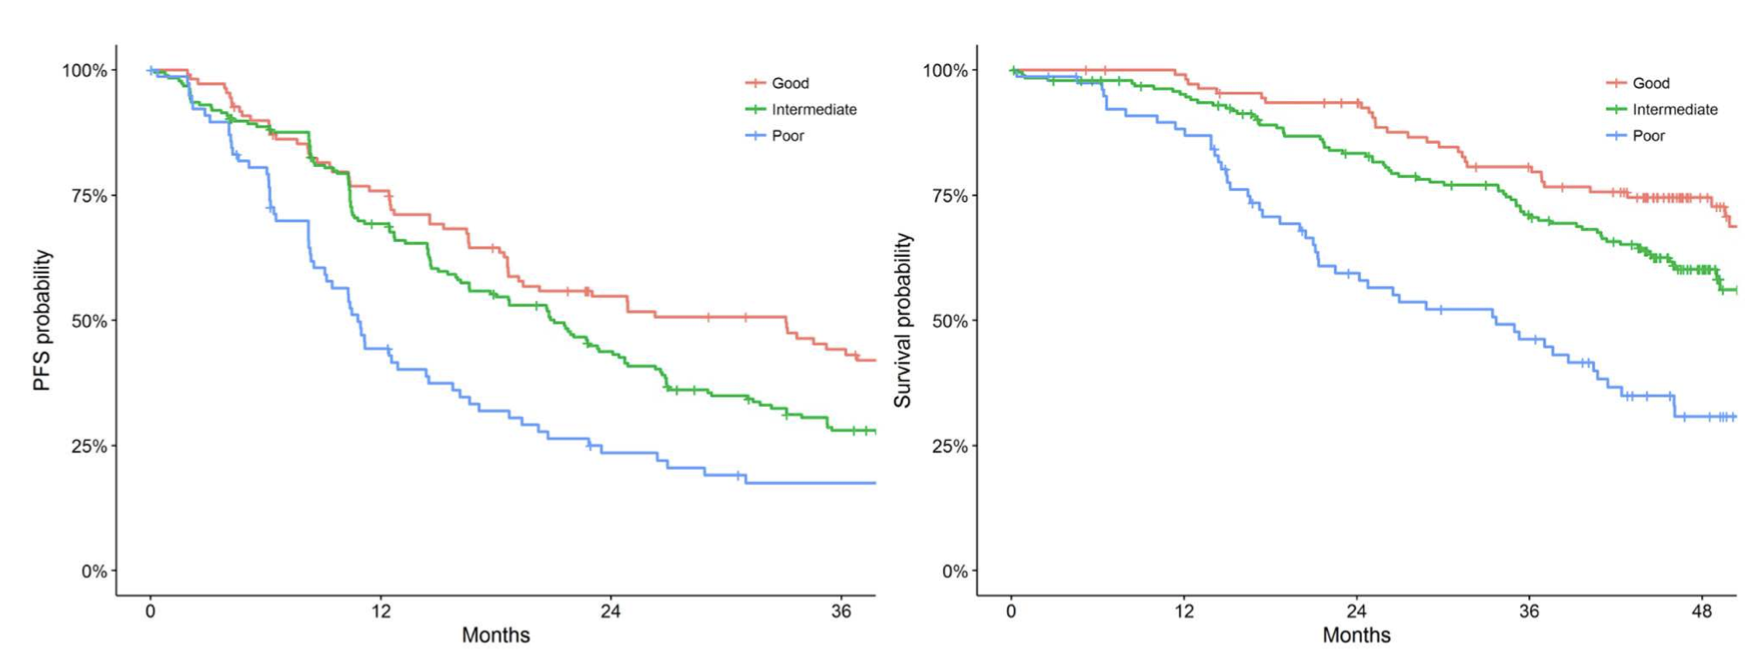 PFS probability
100%
75%
50%
25%
0%
0 12 24 36
Months
Good
Intermediate
Poor
Survival probability
100%
75%
50%
25%
0%
0 12 24 36 48
Months
Good
Intermediate
Poor